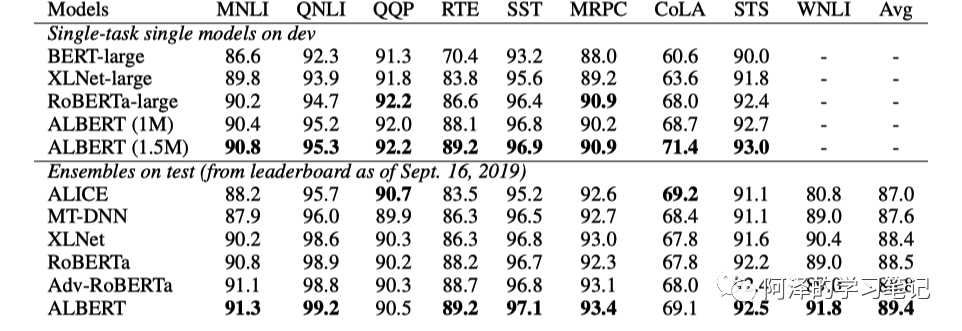 Models MNLI QNLI QQP RTE SST MRPC CoLA STS WNLI Avg
Single-task single models on dev
BERT-large 86.6 92.3 91.3 70.4 93.2 88.0 60.6 90.0 - -
XLNet-large 89.8 93.9 91.8 83.8 95.6 89.2 63.6 91.8 - -
RoBERTa-large 90.2 94.7 92.2 86.6 96.4 90.9 68.0 92.4 - -
ALBERT (1M) 90.4 95.2 92.0 88.1 96.8 90.2 68.7 92.7 - -
ALBERT (1.5M) 90.8 95.3 92.2 89.2 96.9 90.9 71.4 93.0 - -
Ensembles on test (from leaderboard as of Sept. 16, 2019)
ALICE 88.2 95.7 90.7 83.5 95.2 92.6 69.2 91.1 80.8 87.0
MT-DNN 87.9 96.0 89.9 86.3 96.5 92.7 68.4 91.1 89.0 87.6
XLNet 90.2 98.6 90.3 86.3 96.8 93.0 67.8 91.6 90.4 88.4
RoBERTa 90.8 98.9 90.2 88.2 96.7 92.3 67.8 92.2 89.0 88.5
Adv-RoBERTa 91.1 98.8 90.3 88.7 96.8 93.1 68.0
阿泽的学习笔记
ALBERT 91.3 99.2 90.5 89.2 97.1 93.4 69.1 92.5 91.8 89.4